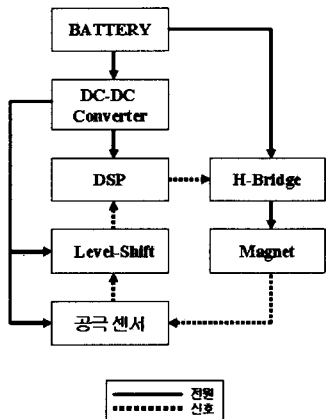 BATTERY
DC-DC
Converter
DSP
H-Bridge
Level-Shift
Magnet
공극 센서
전원
신호